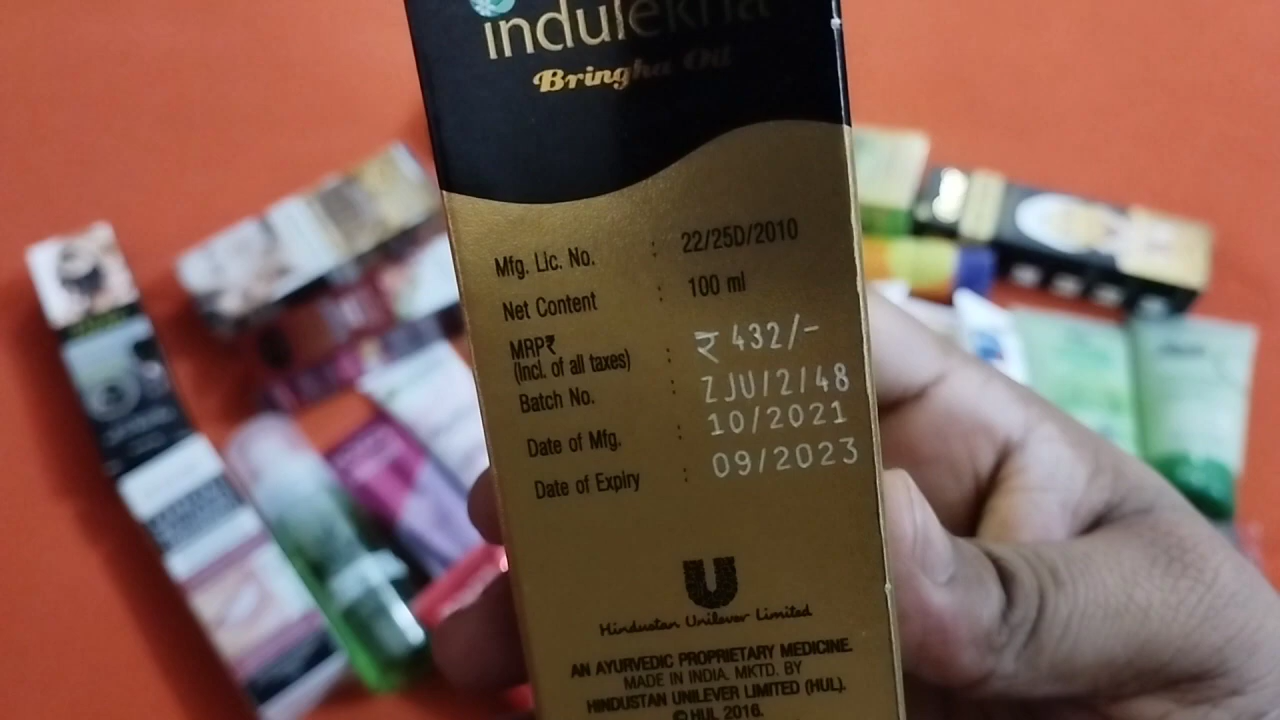 indulekha
Bringha Oil
Mfg. Lic. No. : 22/25D/2010
Net Content : 100 ml
MRP₹ : ₹ 432/-
(Incl. of all taxes)
Batch No. : ZJU/2/48
Date of Mfg. : 10/2021
Date of Expiry : 09/2023
U
Hindustan Unilever Limited
AN AYURVEDIC PROPRIETARY MEDICINE.
MADE IN INDIA. MKTD. BY
HINDUSTAN UNILEVER LIMITED (HUL).
© HUL 2016.